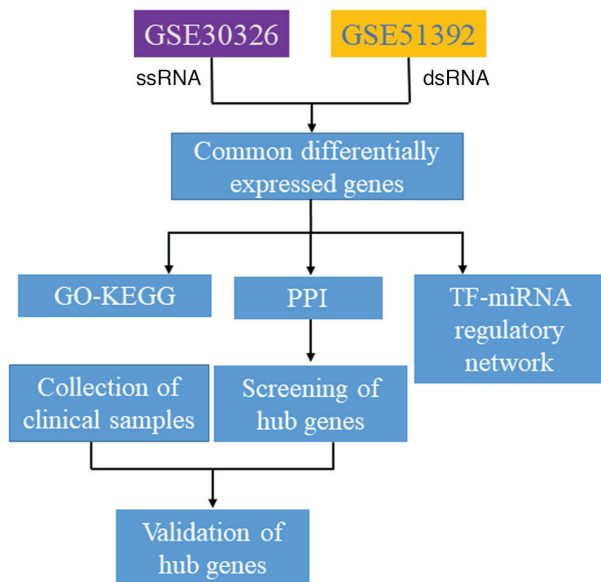 GSE30326
GSE51392
ssRNA
dsRNA
Common differentially
expressed genes
GO-KEGG
PPI
TF-miRNA
regulatory
network
Collection of
clinical samples
Screening of
hub genes
Validation of
hub genes